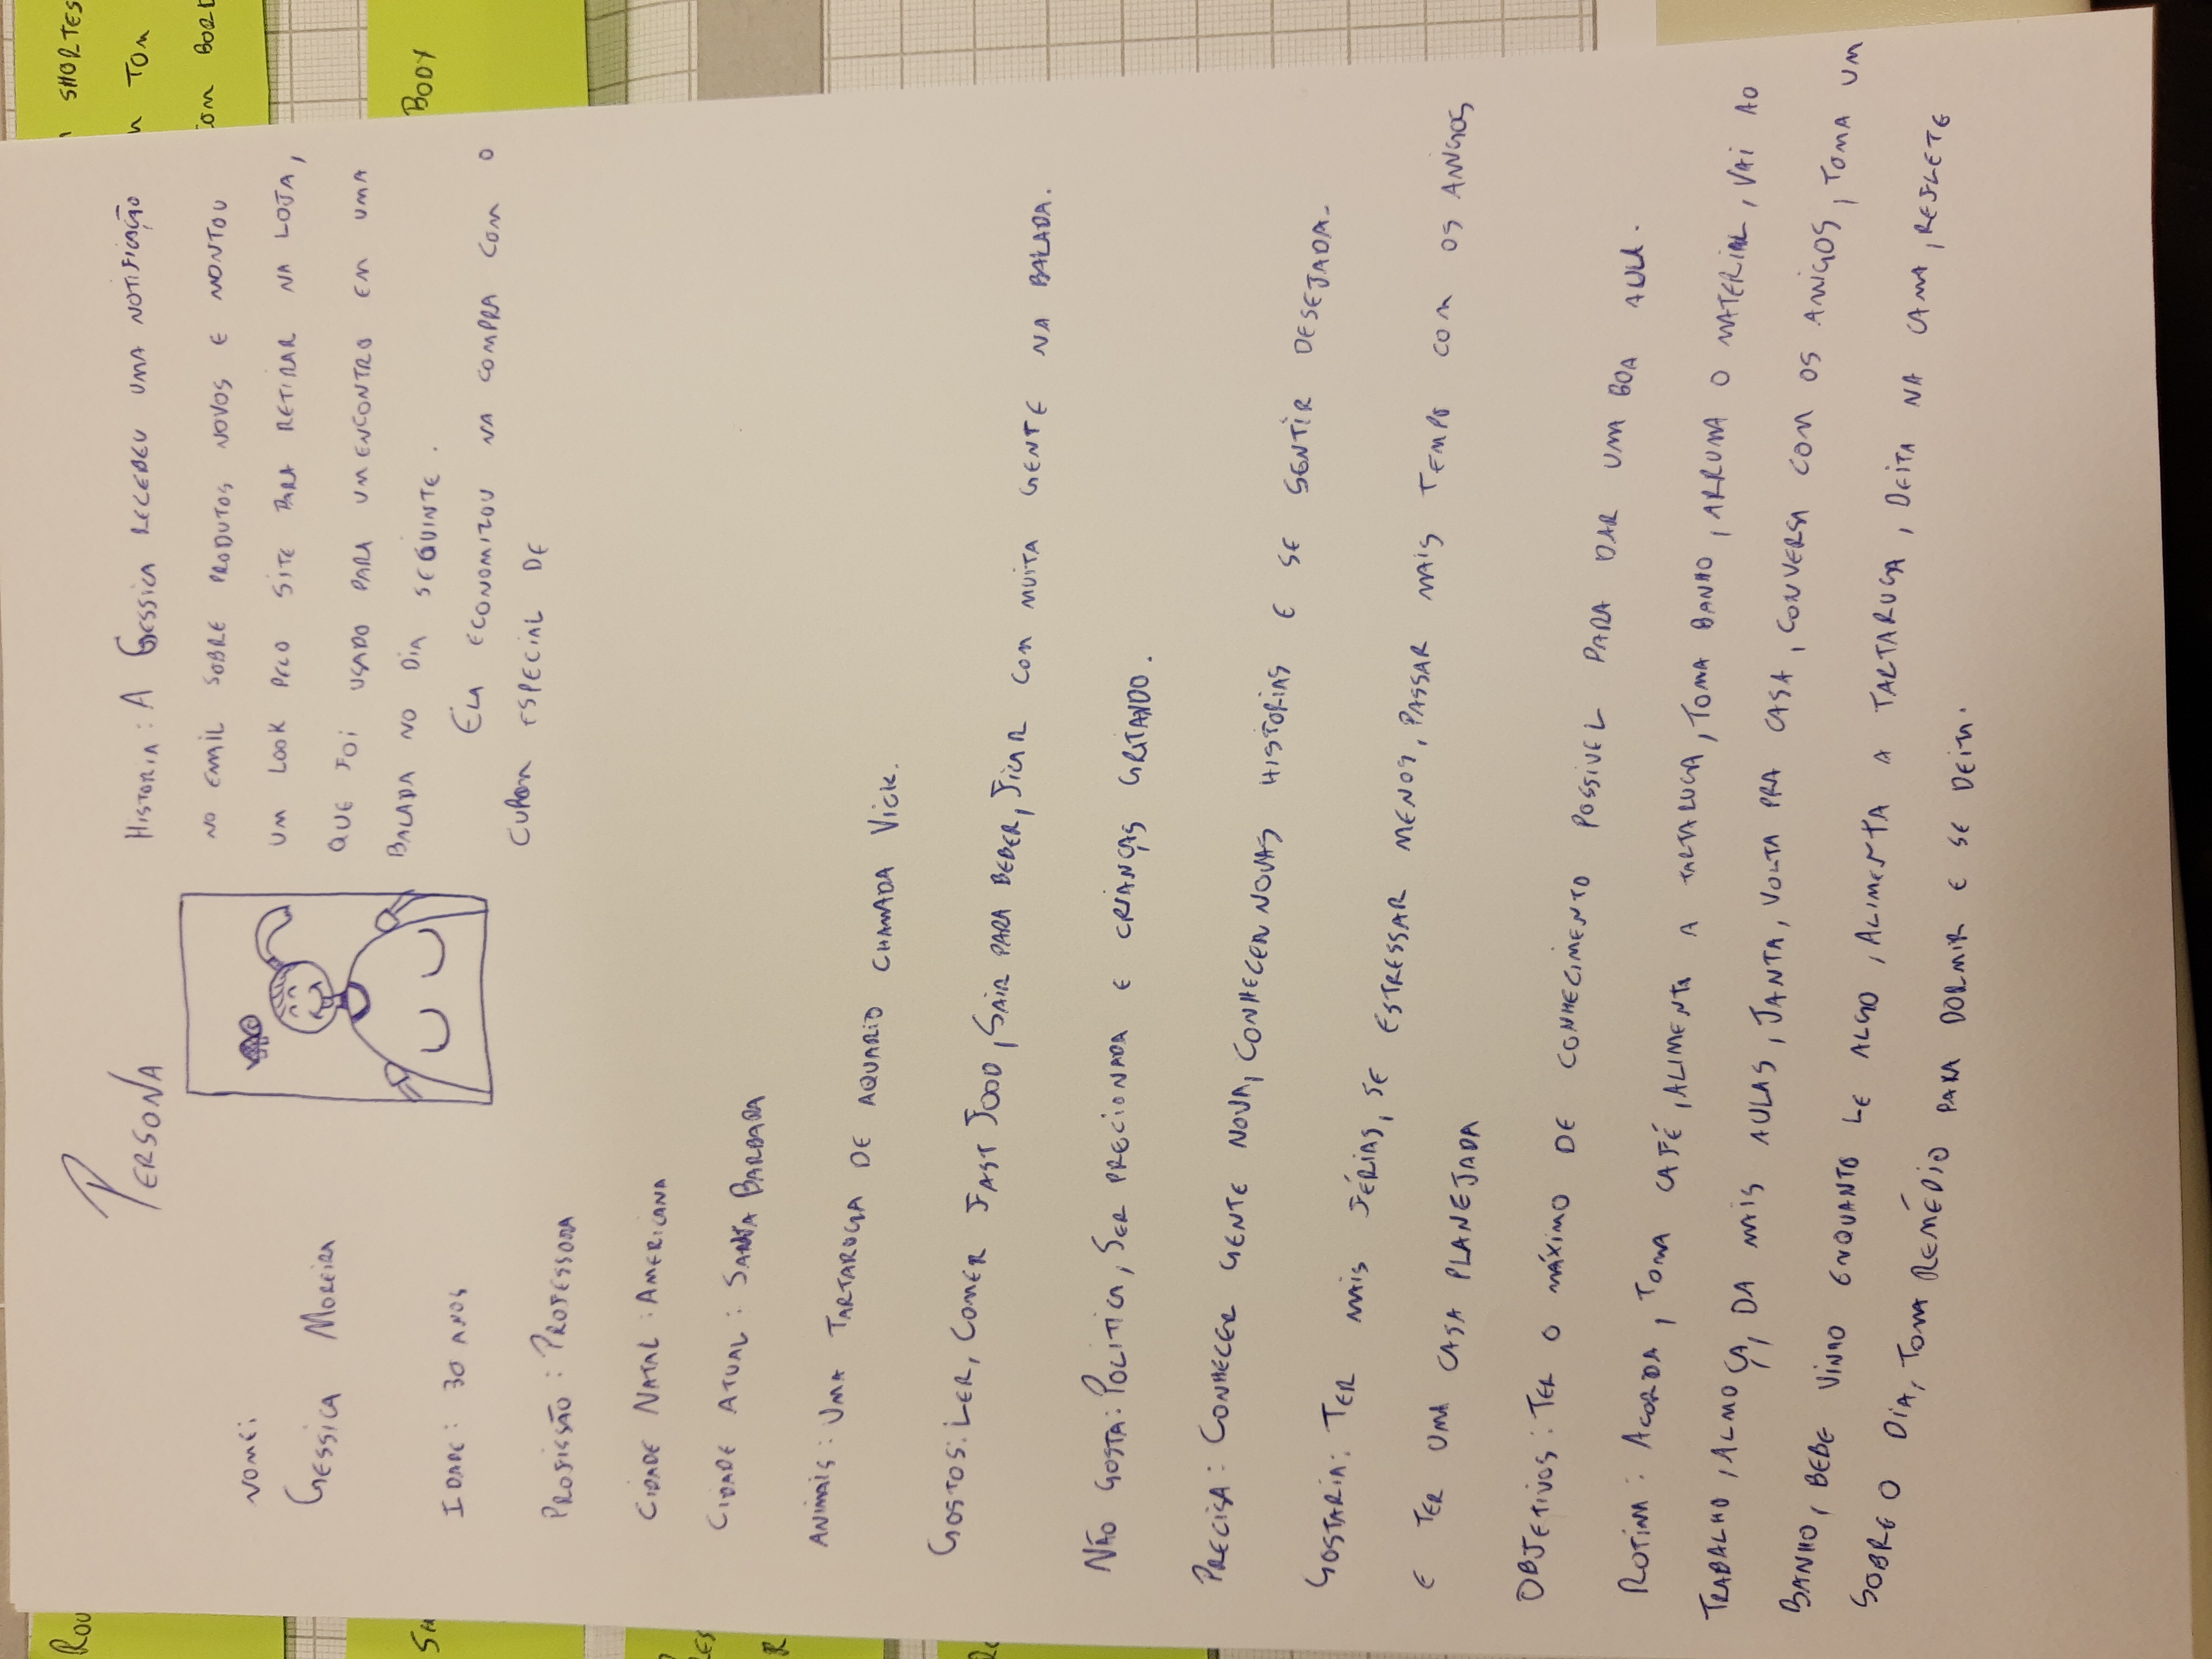 PERSONA
NOME:
GESSICA MOREIRA
IDADE: 30 ANOS
PROFISSÃO: PROFESSORA
CIDADE NATAL: AMERICANA
CIDADE ATUAL: SANTA BARBARA
HISTORIA: A GESSICA RECEBEU UMA NOTIFICAÇÃO
NO EMAIL SOBRE PRODUTOS NOVOS E MONTOU
UM LOOK PELO SITE PARA RETIRAR NA LOJA,
QUE FOI USADO PARA UM ENCONTRO EM UMA
BALADA NO DIA SEGUINTE.
ELA ECONOMIZOU NA COMPRA COM O
CUPOM ESPECIAL DE
ANIMAIS: UMA TARTARUGA DE AQUARIO CHAMADA VICK.
GOSTOS: LER, COMER FAST FOOD, SAIR PARA BEBER, FICAR COM MUITA GENTE NA BALADA.
NÃO GOSTA: POLITICA, SER PRECIONADA E CRIANÇAS GRITANDO.
PRECISA: CONHECER GENTE NOVA, CONHECER NOVAS HISTORIAS E SE SENTIR DESEJADA.
GOSTARIA: TER MAIS FÉRIAS, SE ESTRESSAR MENOS, PASSAR MAIS TEMPO COM OS AMIGOS
E TER UMA CASA PLANEJADA
OBJETIVOS: TER O MÁXIMO DE CONHECIMENTO POSSIVEL PARA DAR UMA BOA AULA.
ROTINA: ACORDA, TOMA CAFÉ, ALIMENTA A TARTARUGA, TOMA BANHO, ARRUMA O MATERIAL, VAI AO
TRABALHO, ALMOÇA, DA MAIS AULAS, JANTA, VOLTA PRA CASA, CONVERSA COM OS AMIGOS, TOMA UM
BANHO, BEBE VINHO ENQUANTO LE ALGO, ALIMENTA A TARTARUGA, DEITA NA CAMA, REFLETE
SOBRE O DIA, TOMA REMÉDIO PARA DORMIR E SE DEITA.
SHORTES
TOM
COM BORD
BODY